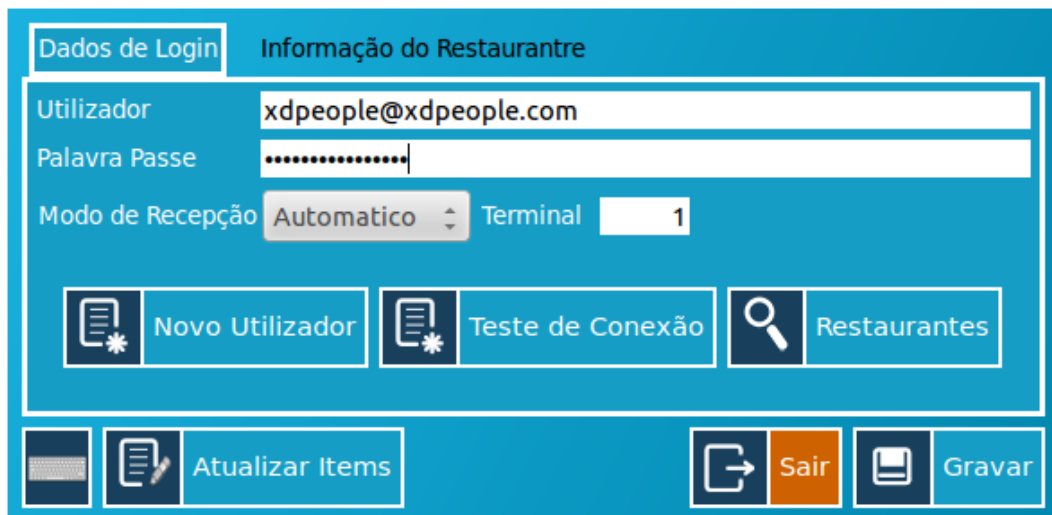 Dados de Login Informação do Restaurantre
Utilizador xdpeople@xdpeople.com
Palavra Passe ••••••••••••••••
Modo de Recepção Automatico Terminal 1
Novo Utilizador Teste de Conexão Restaurantes
Atualizar Items Sair Gravar